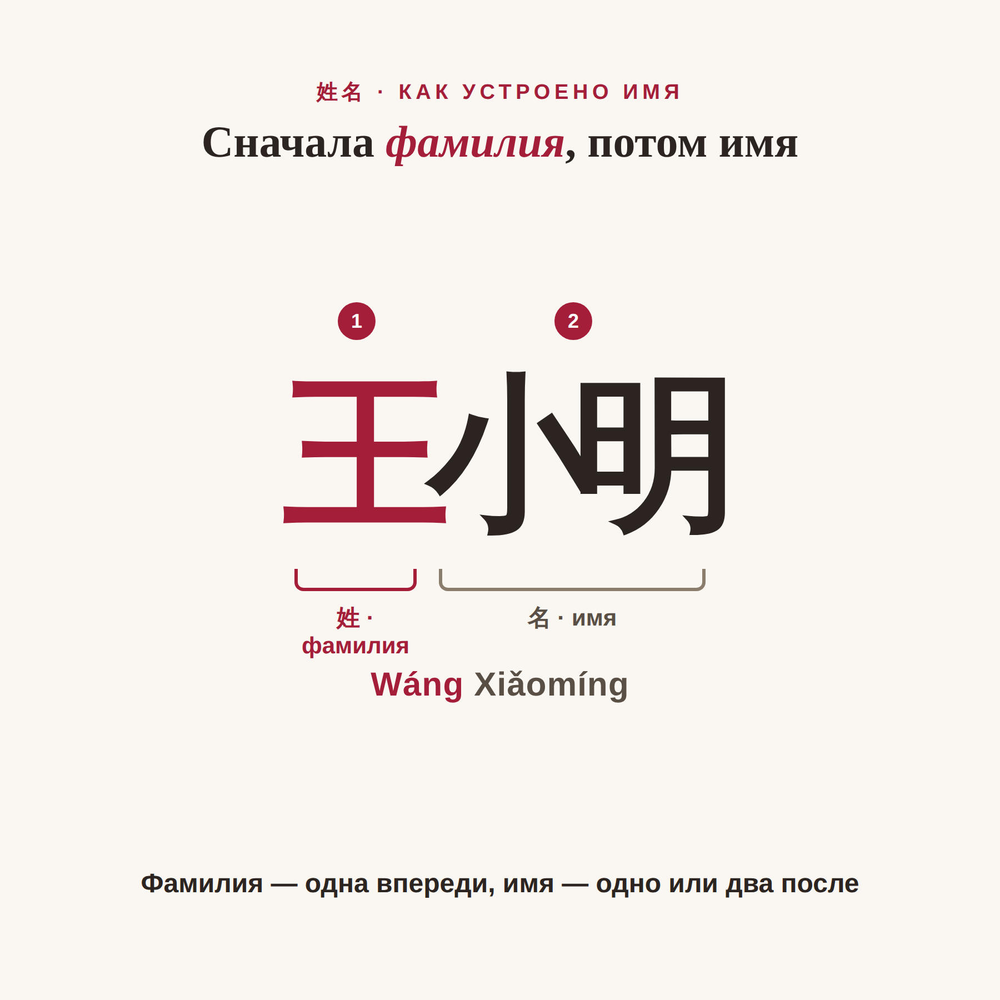 姓名 · КАК УСТРОЕНО ИМЯ
Сначала фамилия, потом имя
1 2
王小明
姓 · фамилия
名 · имя
Wáng Xiǎomíng
Фамилия — одна впереди, имя — одно или два после